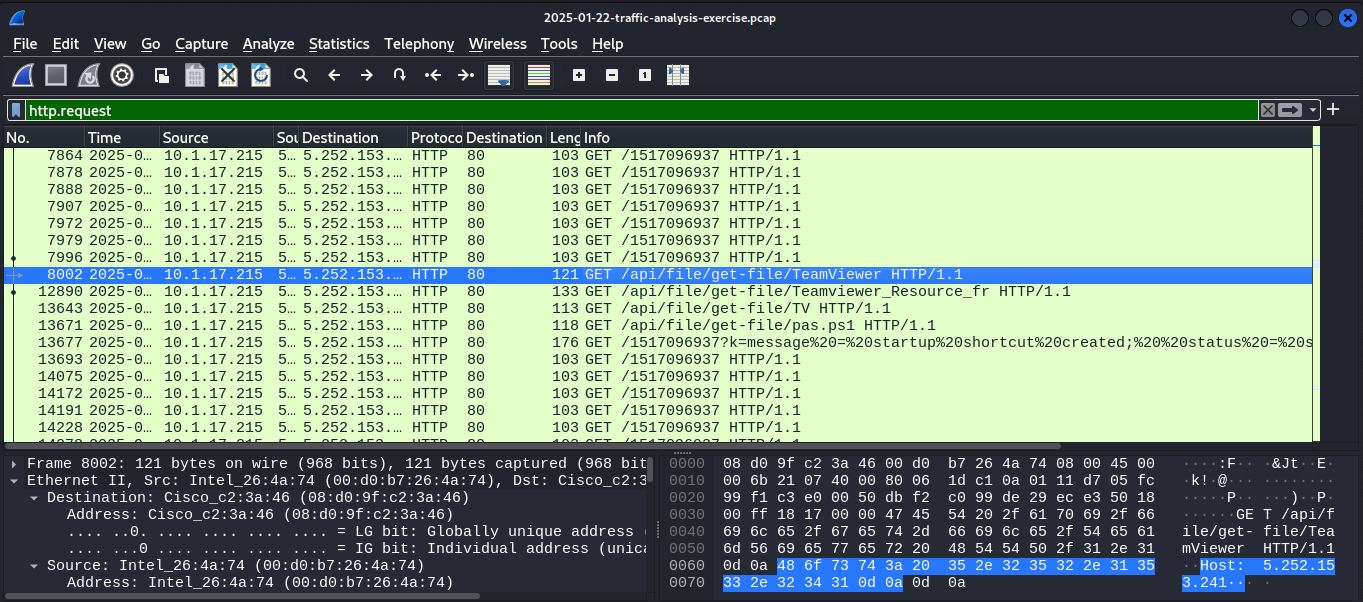 2025-01-22-traffic-analysis-exercise.pcap
File Edit View Go Capture Analyze Statistics Telephony Wireless Tools Help
http.request
No. Time Source Sou Destination Protoco Destination Leng Info
7864 2025-0… 10.1.17.215 5… 5.252.153.… HTTP 80 103 GET /1517096937 HTTP/1.1
7878 2025-0… 10.1.17.215 5… 5.252.153.… HTTP 80 103 GET /1517096937 HTTP/1.1
7888 2025-0… 10.1.17.215 5… 5.252.153.… HTTP 80 103 GET /1517096937 HTTP/1.1
7907 2025-0… 10.1.17.215 5… 5.252.153.… HTTP 80 103 GET /1517096937 HTTP/1.1
7972 2025-0… 10.1.17.215 5… 5.252.153.… HTTP 80 103 GET /1517096937 HTTP/1.1
7979 2025-0… 10.1.17.215 5… 5.252.153.… HTTP 80 103 GET /1517096937 HTTP/1.1
7996 2025-0… 10.1.17.215 5… 5.252.153.… HTTP 80 103 GET /1517096937 HTTP/1.1
8002 2025-0… 10.1.17.215 5… 5.252.153.… HTTP 80 121 GET /api/file/get-file/TeamViewer HTTP/1.1
12890 2025-0… 10.1.17.215 5… 5.252.153.… HTTP 80 133 GET /api/file/get-file/Teamviewer_Resource_fr HTTP/1.1
13643 2025-0… 10.1.17.215 5… 5.252.153.… HTTP 80 113 GET /api/file/get-file/TV HTTP/1.1
13671 2025-0… 10.1.17.215 5… 5.252.153.… HTTP 80 118 GET /api/file/get-file/pas.ps1 HTTP/1.1
13677 2025-0… 10.1.17.215 5… 5.252.153.… HTTP 80 176 GET /1517096937?k=message%20=%20startup%20shortcut%20created;%20%20status%20=%20s
13693 2025-0… 10.1.17.215 5… 5.252.153.… HTTP 80 103 GET /1517096937 HTTP/1.1
14075 2025-0… 10.1.17.215 5… 5.252.153.… HTTP 80 103 GET /1517096937 HTTP/1.1
14172 2025-0… 10.1.17.215 5… 5.252.153.… HTTP 80 103 GET /1517096937 HTTP/1.1
14191 2025-0… 10.1.17.215 5… 5.252.153.… HTTP 80 103 GET /1517096937 HTTP/1.1
14228 2025-0… 10.1.17.215 5… 5.252.153.… HTTP 80 103 GET /1517096937 HTTP/1.1
Frame 8002: 121 bytes on wire (968 bits), 121 bytes captured (968 bit
Ethernet II, Src: Intel_26:4a:74 (00:d0:b7:26:4a:74), Dst: Cisco_c2:3
Destination: Cisco_c2:3a:46 (08:d0:9f:c2:3a:46)
Address: Cisco_c2:3a:46 (08:d0:9f:c2:3a:46)
.... ..0. .... .... .... .... = LG bit: Globally unique address
.... ...0 .... .... .... .... = IG bit: Individual address (unica
Source: Intel_26:4a:74 (00:d0:b7:26:4a:74)
Address: Intel_26:4a:74 (00:d0:b7:26:4a:74)
0000 08 d0 9f c2 3a 46 00 d0 b7 26 4a 74 08 00 45 00 ····:F·· ·&Jt··E·
0010 00 6b 21 07 40 00 80 06 1d c1 0a 01 11 d7 05 fc ·k!·@··· ········
0020 99 f1 c3 e0 00 50 db f2 c0 99 de 29 ec e3 50 18 ·····P·· ···)··P·
0030 00 ff 18 17 00 00 47 45 54 20 2f 61 70 69 2f 66 ······GE T /api/f
0040 69 6c 65 2f 67 65 74 2d 66 69 6c 65 2f 54 65 61 ile/get- file/Tea
0050 6d 56 69 65 77 65 72 20 48 54 54 50 2f 31 2e 31 mViewer HTTP/1.1
0060 0d 0a 48 6f 73 74 3a 20 35 2e 32 35 32 2e 31 35 ··Host: 5.252.15
0070 33 2e 32 34 31 0d 0a 0d 0a 3.241·· · ·